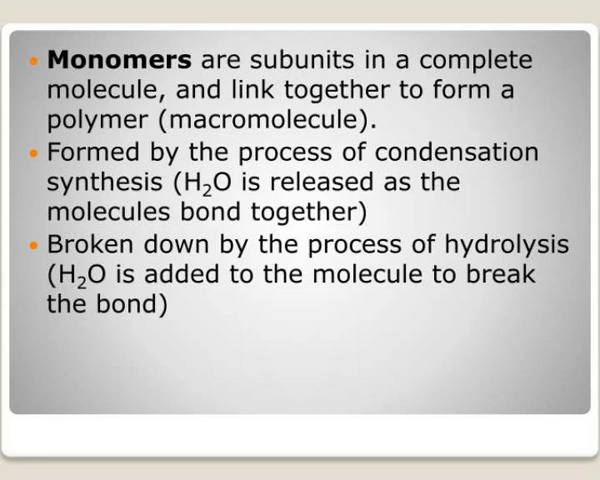 • Monomers are subunits in a complete
molecule, and link together to form a
polymer (macromolecule).
• Formed by the process of condensation
synthesis (H₂O is released as the
molecules bond together)
• Broken down by the process of hydrolysis
(H₂O is added to the molecule to break
the bond)